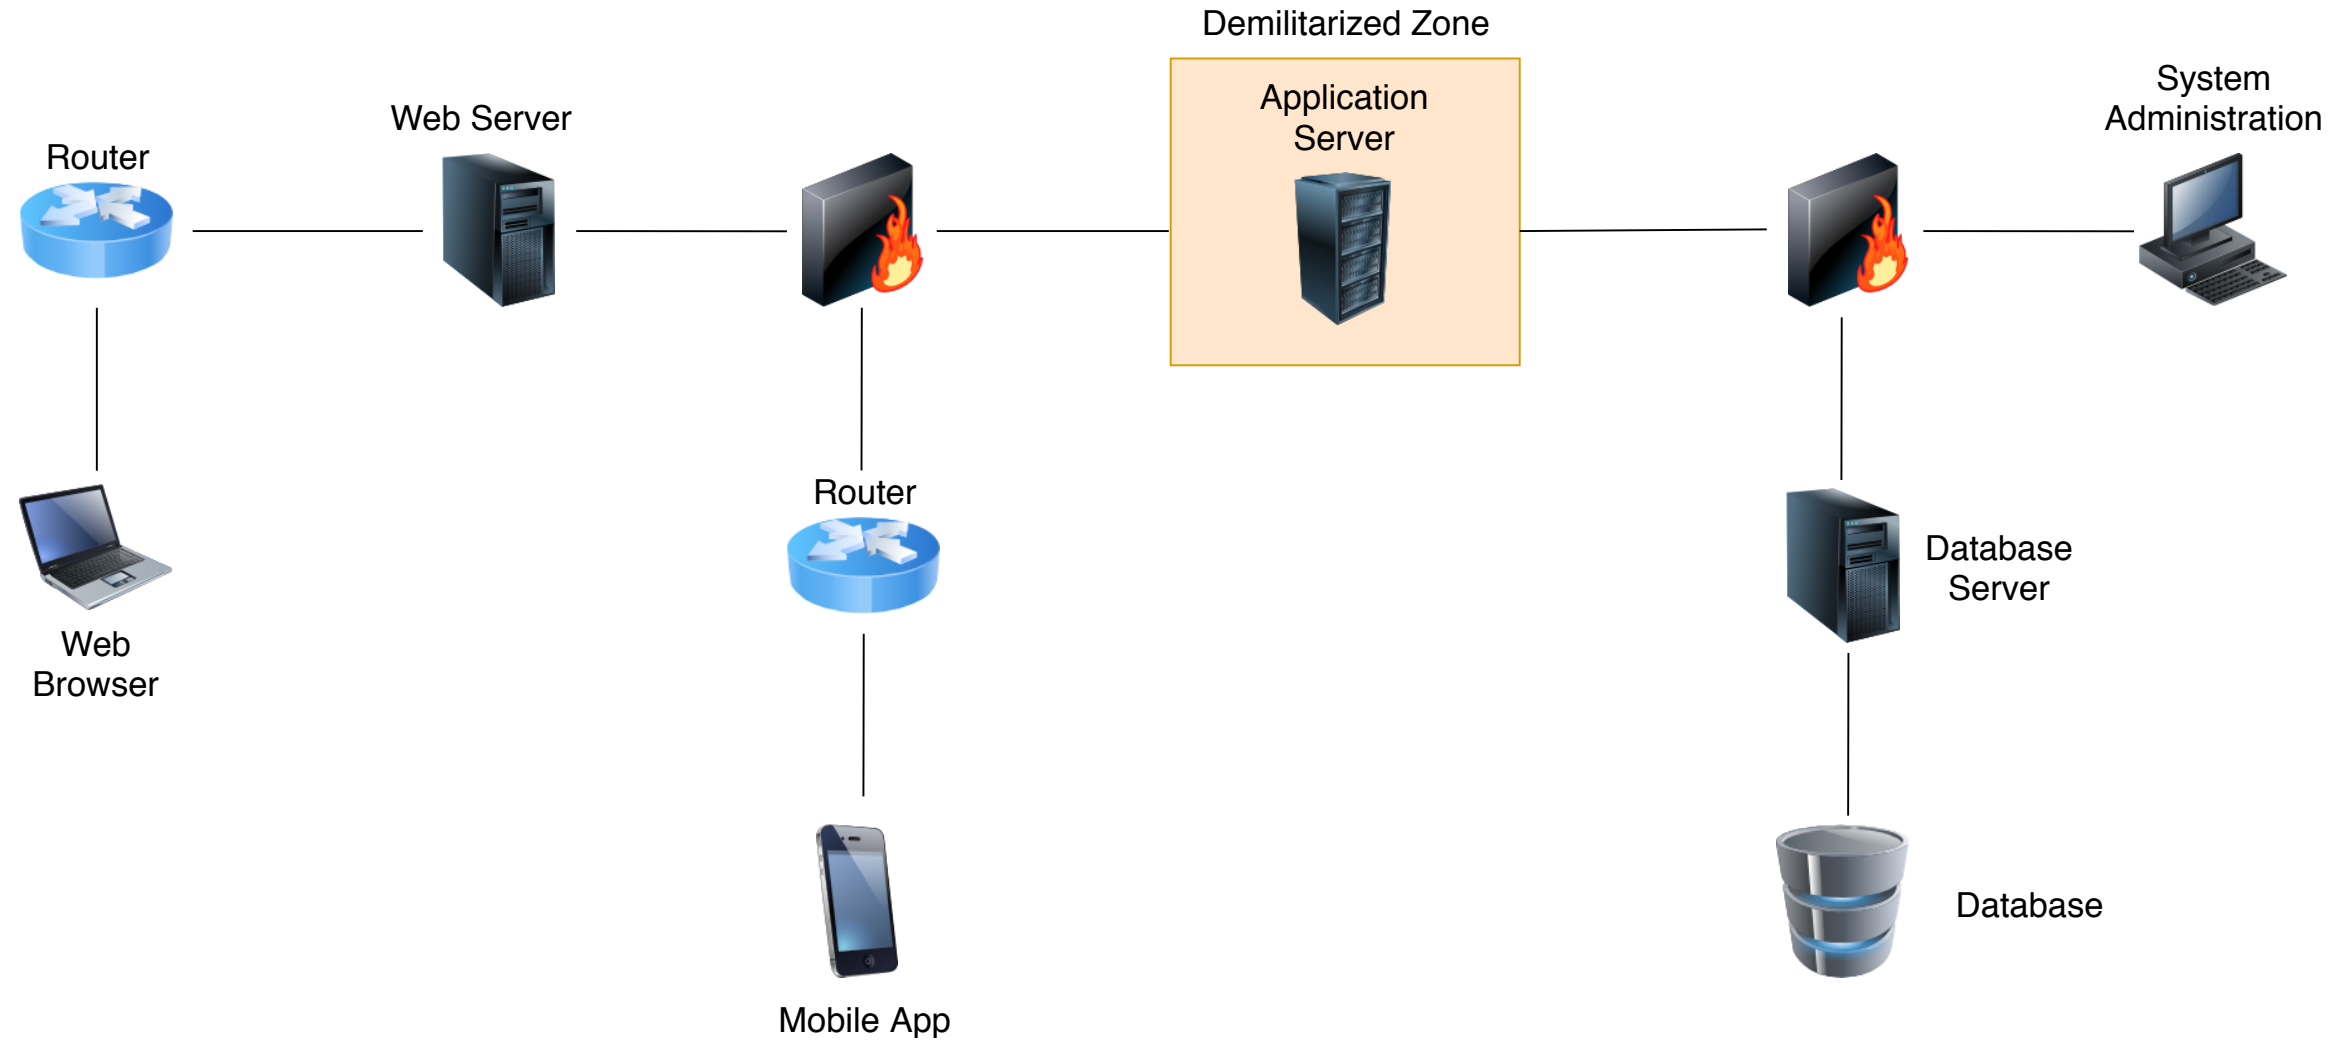 Demilitarized Zone
Application
Server
System
Administration
Web Server
Router
Router
Database
Server
Web
Browser
Database
Mobile App